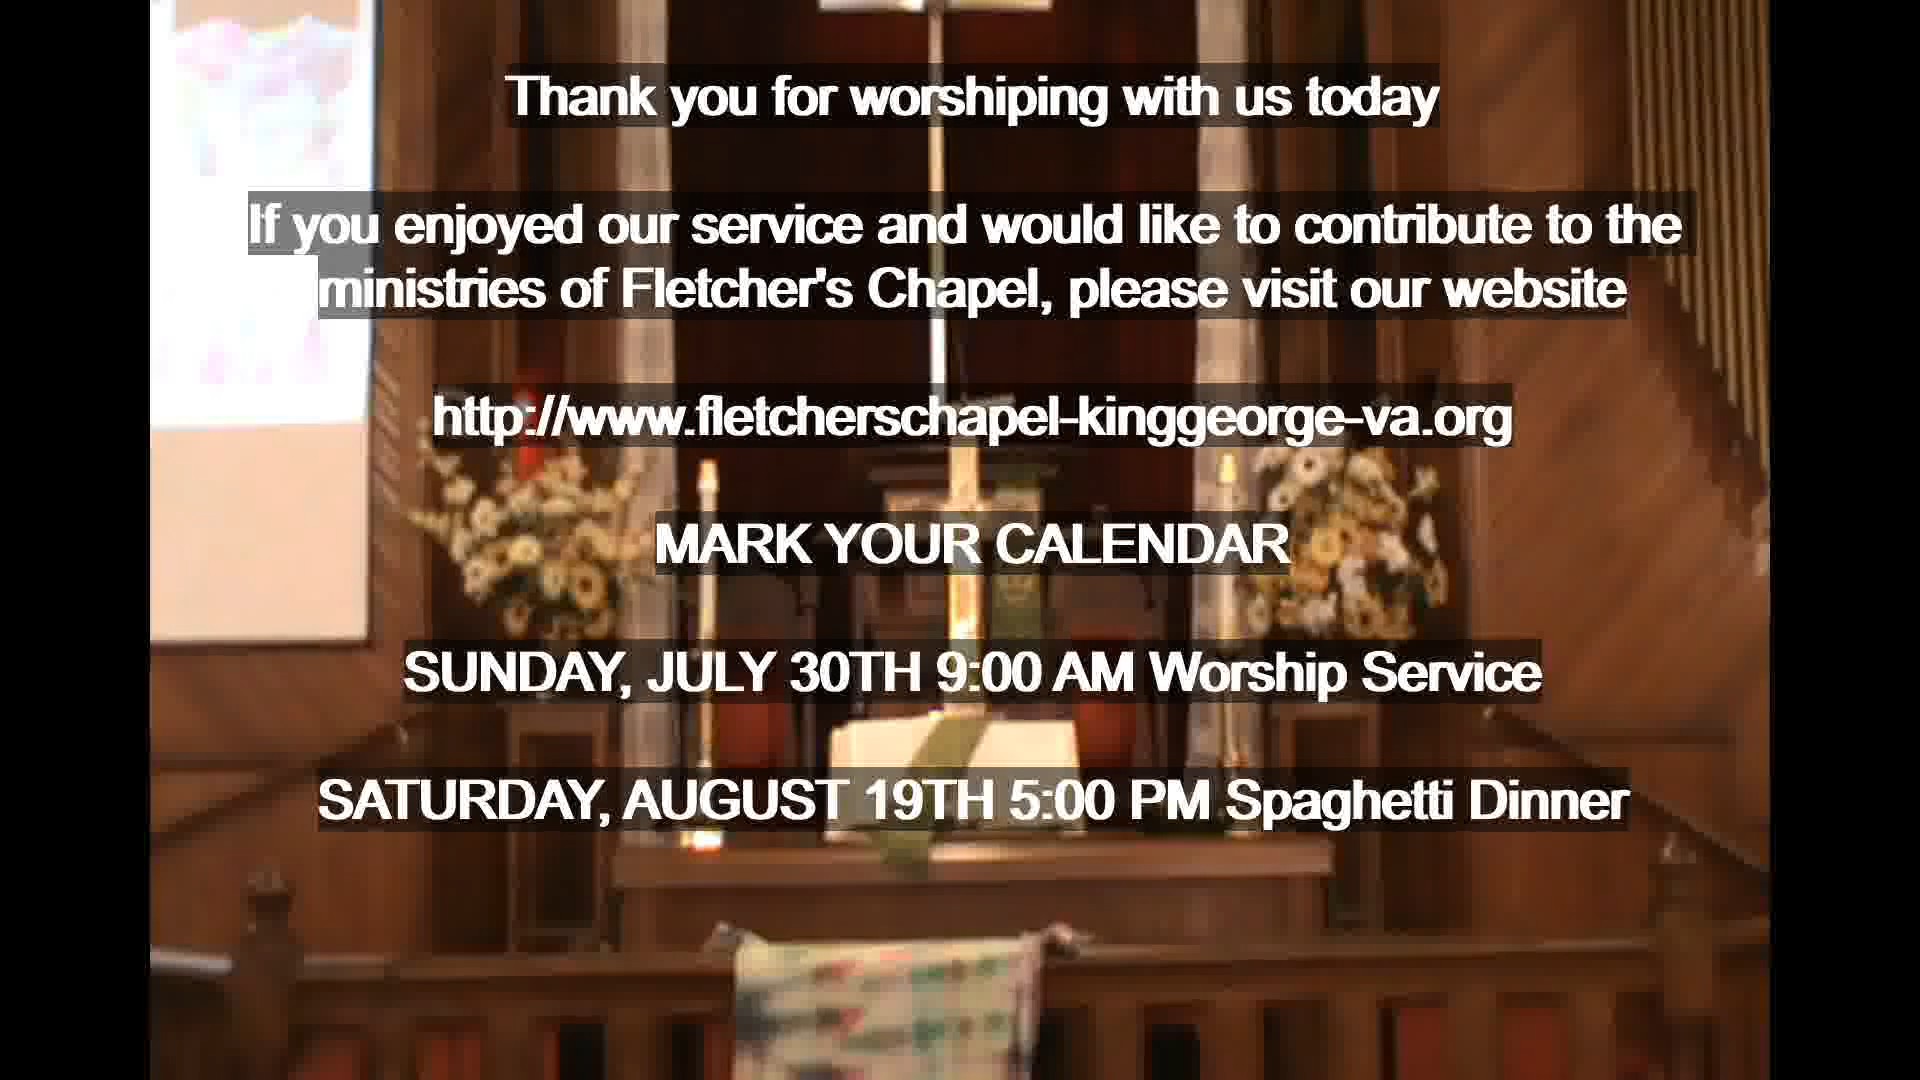 Thank you for worshiping with us today
If you enjoyed our service and would like to contribute to the
ministries of Fletcher's Chapel, please visit our website
http://www.fletcherschapel-kinggeorge-va.org
MARK YOUR CALENDAR
SUNDAY, JULY 30TH 9:00 AM Worship Service
SATURDAY, AUGUST 19TH 5:00 PM Spaghetti Dinner